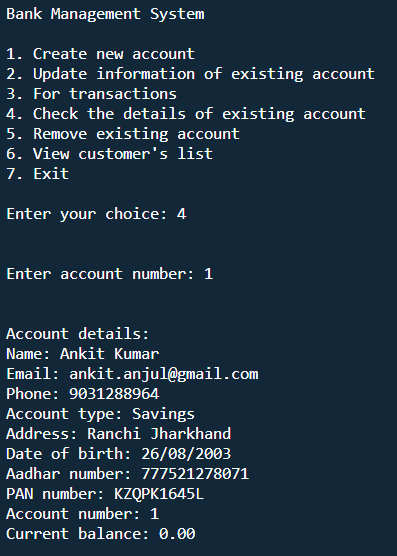 Bank Management System
1. Create new account
2. Update information of existing account
3. For transactions
4. Check the details of existing account
5. Remove existing account
6. View customer's list
7. Exit
Enter your choice: 4
Enter account number: 1
Account details:
Name: Ankit Kumar
Email: ankit.anjul@gmail.com
Phone: 9031288964
Account type: Savings
Address: Ranchi Jharkhand
Date of birth: 26/08/2003
Aadhar number: 777521278071
PAN number: KZQPK1645L
Account number: 1
Current balance: 0.00